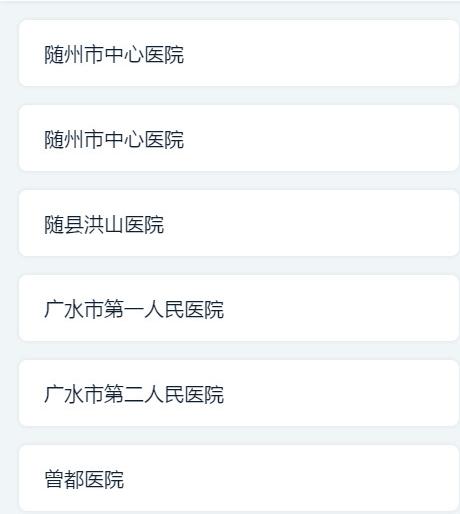 随州市中心医院
随州市中心医院
随县洪山医院
广水市第一人民医院
广水市第二人民医院
曾都医院